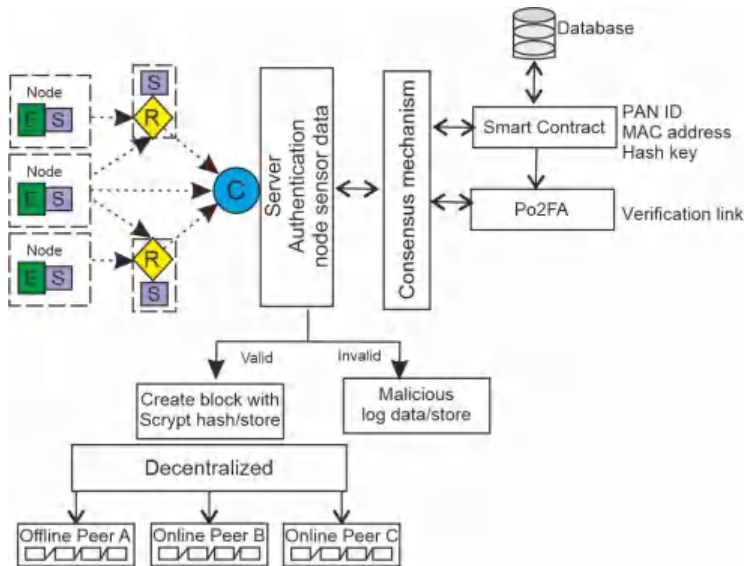 Database
Node
E S
S
R
Node
E S
C
Node
E S
R
S
Server
Authentication
node sensor data
Consensus mechanism
Smart Contract
PAN ID
MAC address
Hash key
Po2FA
Verification link
Valid
Invalid
Create block with
Scrypt hash/store
Malicious
log data/store
Decentralized
Offline Peer A
Online Peer B
Online Peer C